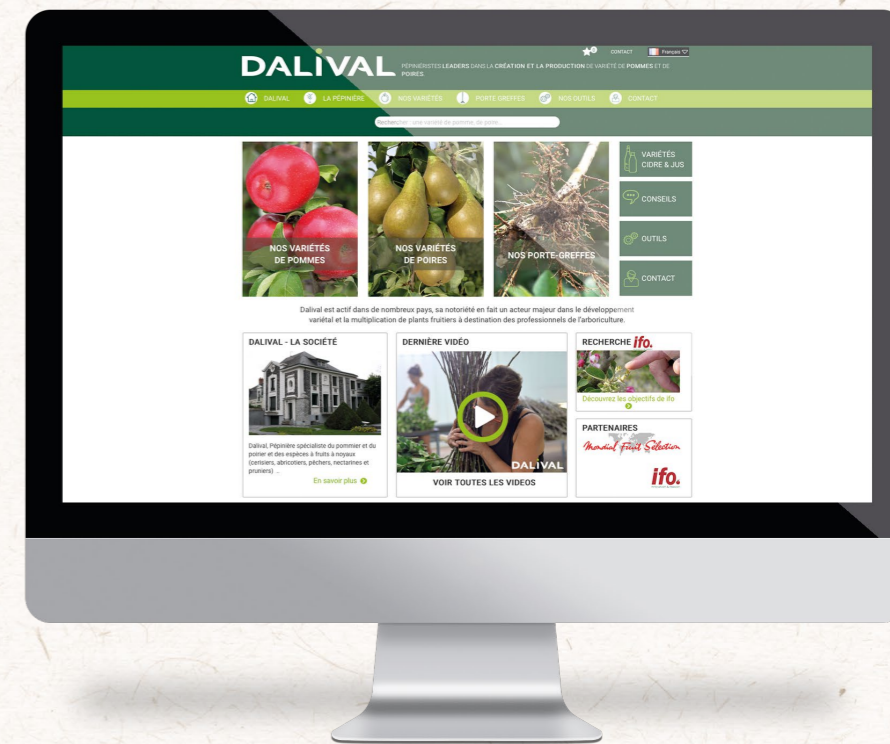 CONTACT
Français
DALIVAL
PÉPINIÉRISTES LEADERS DANS LA CRÉATION ET LA PRODUCTION DE VARIÉTÉ DE POMMES ET DE
POIRES
DALIVAL LA PÉPINIÈRE NOS VARIÉTÉS PORTE GREFFES NOS OUTILS CONTACT
Rechercher : une variété de pomme, de poire...
NOS VARIÉTÉS
DE POMMES
NOS VARIÉTÉS
DE POIRES
NOS PORTE-GREFFES
VARIÉTÉS
CIDRE & JUS
CONSEILS
OUTILS
CONTACT
Dalival est actif dans de nombreux pays, sa notoriété en fait un acteur majeur dans le développement
variétal et la multiplication de plants fruitiers à destination des professionnels de l'arboriculture.
DALIVAL - LA SOCIÉTÉ
Dalival, Pépinière spécialiste du pommier et du
poirier et des espèces à fruits à noyaux
(cerisiers, abricotiers, pêchers, nectarines et
pruniers) ...
En savoir plus
DERNIÈRE VIDÉO
DALIVAL
VOIR TOUTES LES VIDEOS
RECHERCHE ifo.
Découvrez les objectifs de ifo
PARTENAIRES
Mondial Fruit Sélection
ifo.